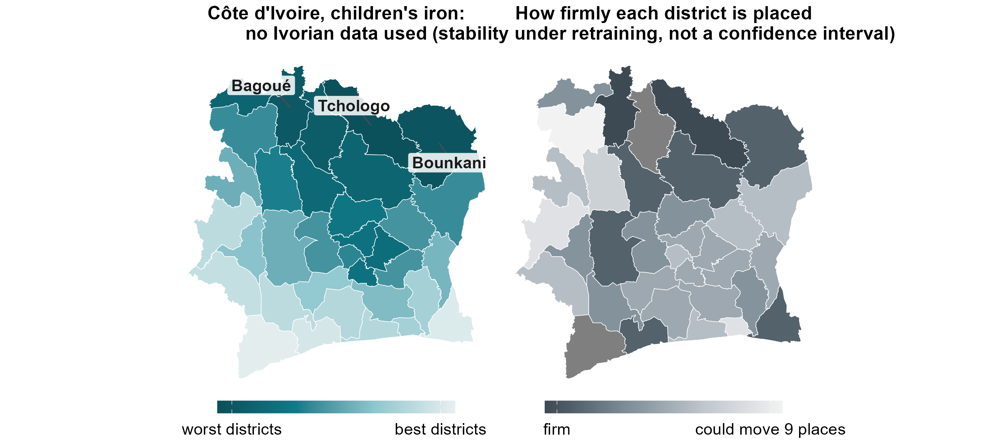 Côte d'Ivoire, children's iron:
no Ivorian data used
How firmly each district is placed
(stability under retraining, not a confidence interval)
Bagoué
Tchologo
Bounkani
worst districts
best districts
firm
could move 9 places